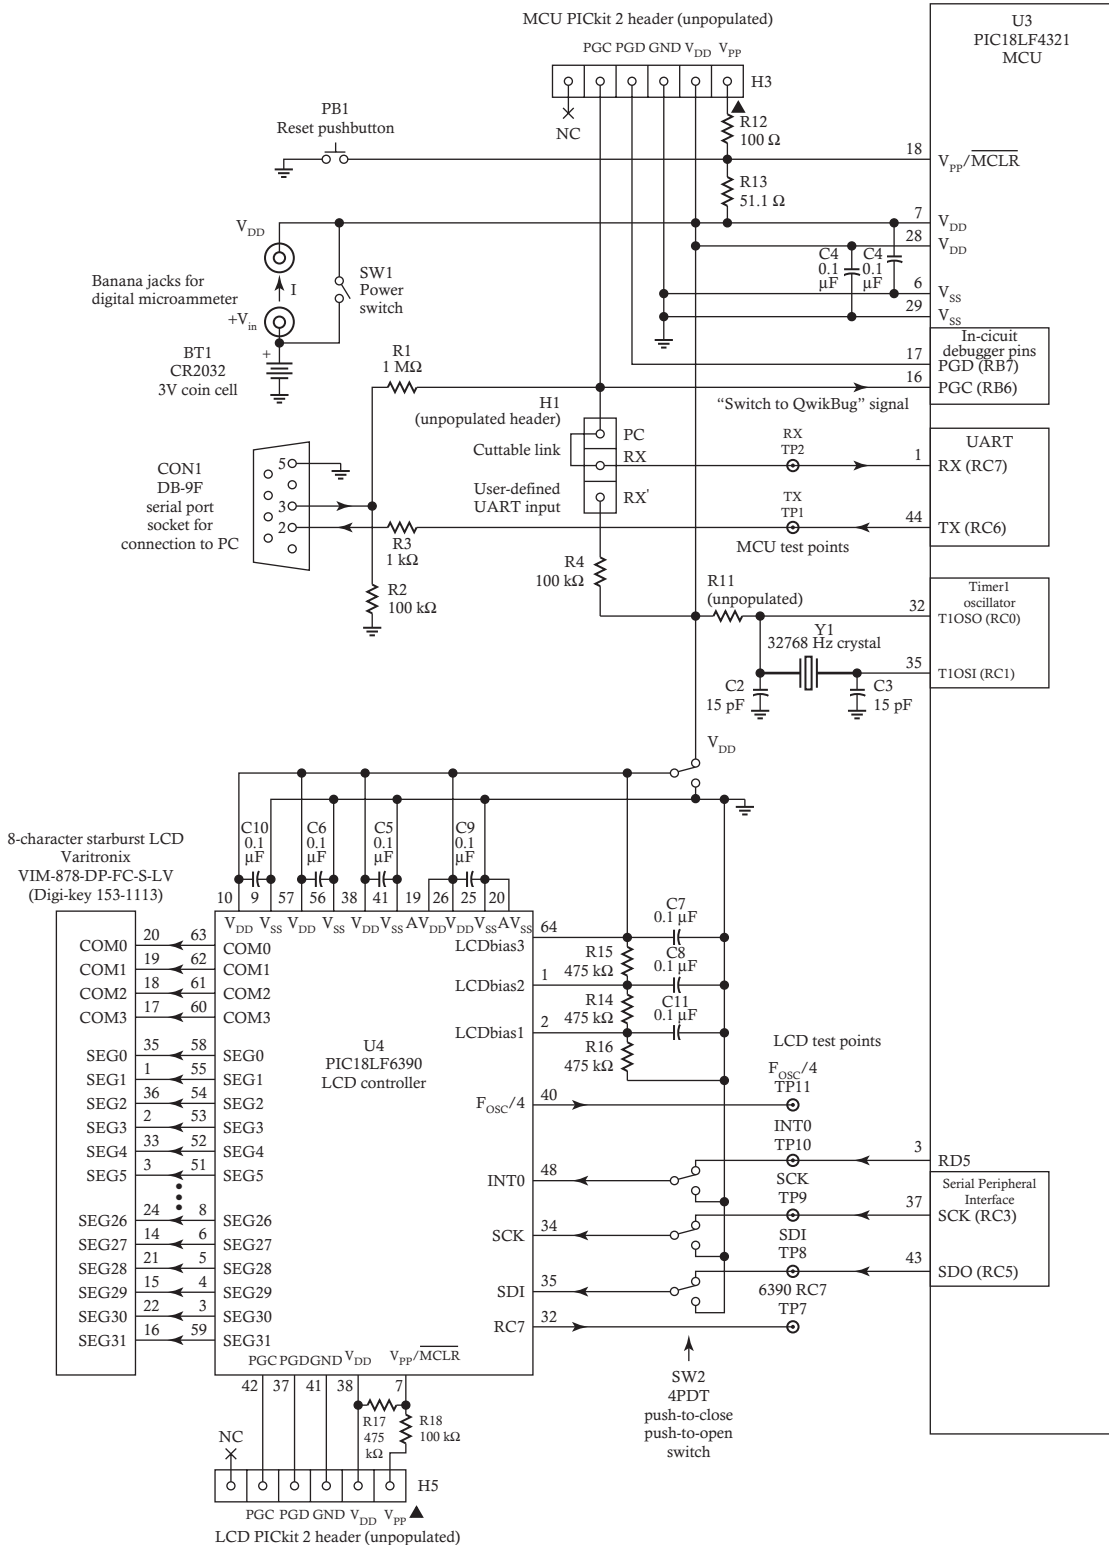 MCU PICkit 2 header (unpopulated)
PGC PGD GND VDD VPP
H3
NC
U3
PIC18LF4321
MCU
PB1
Reset pushbutton
R12
100 Ω
18
VPP/MCLR
R13
51.1 Ω
VDD
7
VDD
28
VDD
C4
0.1
μF
C4
0.1
μF
6
VSS
29
VSS
Banana jacks for
digital microammeter
I
+Vin
SW1
Power
switch
BT1
CR2032
3V coin cell
+
In-cicuit
debugger pins
17
PGD (RB7)
16
PGC (RB6)
R1
1 MΩ
"Switch to QwikBug" signal
H1
(unpopulated header)
PC
Cuttable link
RX
RX
TP2
1
UART
RX (RC7)
User-defined
UART input
RX'
TX
TP1
44
TX (RC6)
MCU test points
CON1
DB-9F
serial port
socket for
connection to PC
5
3
2
R3
1 kΩ
R2
100 kΩ
R4
100 kΩ
R11
(unpopulated)
32
Timer1
oscillator
T1OSO (RC0)
Y1
32768 Hz crystal
35
T1OSI (RC1)
C2
15 pF
C3
15 pF
VDD
8-character starburst LCD
Varitronix
VIM-878-DP-FC-S-LV
(Digi-key 153-1113)
C10
0.1
μF
C6
0.1
μF
C5
0.1
μF
C9
0.1
μF
10 9 57 56 38 41 19 26 25 20
VDD VSS VDD VSS VDD VSS AVDD VDD VSS AVSS
COM0 20 63 COM0
COM1 19 62 COM1
COM2 18 61 COM2
COM3 17 60 COM3
SEG0 35 58 SEG0
SEG1 1 55 SEG1
SEG2 36 54 SEG2
SEG3 2 53 SEG3
SEG4 33 52 SEG4
SEG5 3 51 SEG5
SEG26 24 8 SEG26
SEG27 14 6 SEG27
SEG28 21 5 SEG28
SEG29 15 4 SEG29
SEG30 22 3 SEG30
SEG31 16 59 SEG31
U4
PIC18LF6390
LCD controller
LCDbias3 64
LCDbias2 1
LCDbias1 2
C7
0.1 μF
R15
475 kΩ
C8
0.1 μF
R14
475 kΩ
C11
0.1 μF
R16
475 kΩ
LCD test points
FOSC/4 40
FOSC/4
TP11
INT0 48
INT0
TP10
3
RD5
SCK 34
SCK
TP9
37
Serial Peripheral
Interface
SCK (RC3)
SDI 35
SDI
TP8
43
SDO (RC5)
RC7 32
6390 RC7
TP7
SW2
4PDT
push-to-close
push-to-open
switch
PGC PGD GND VDD VPP/MCLR
42 37 41 38 7
R17
475
kΩ
R18
100 kΩ
NC
H5
PGC PGD GND VDD VPP
LCD PICkit 2 header (unpopulated)